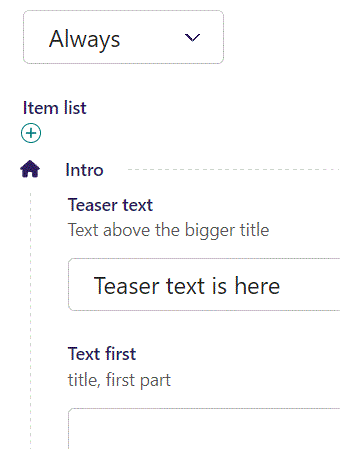 Always
Item list
Intro
Teaser text
Text above the bigger title
Teaser text is here
Text first
title, first part